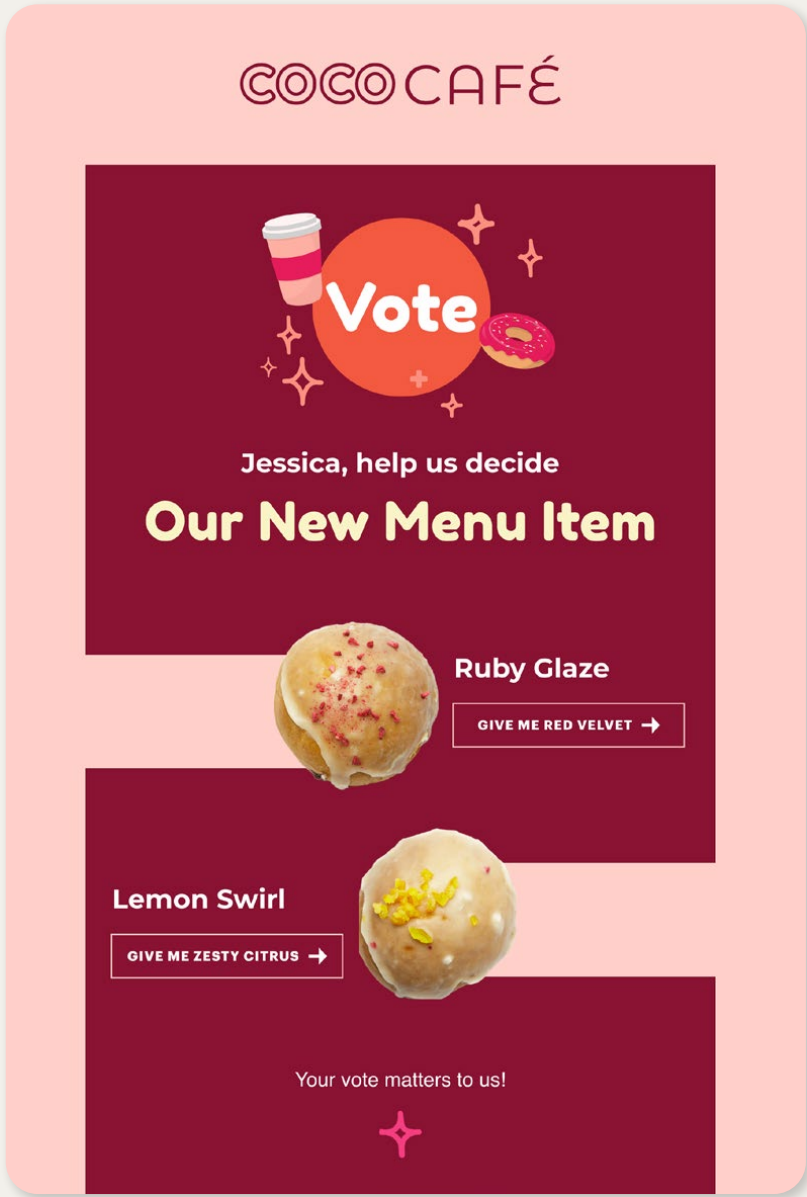 COCO CAFÉ
Vote
Jessica, help us decide
Our New Menu Item
Ruby Glaze
GIVE ME RED VELVET →
Lemon Swirl
GIVE ME ZESTY CITRUS →
Your vote matters to us!